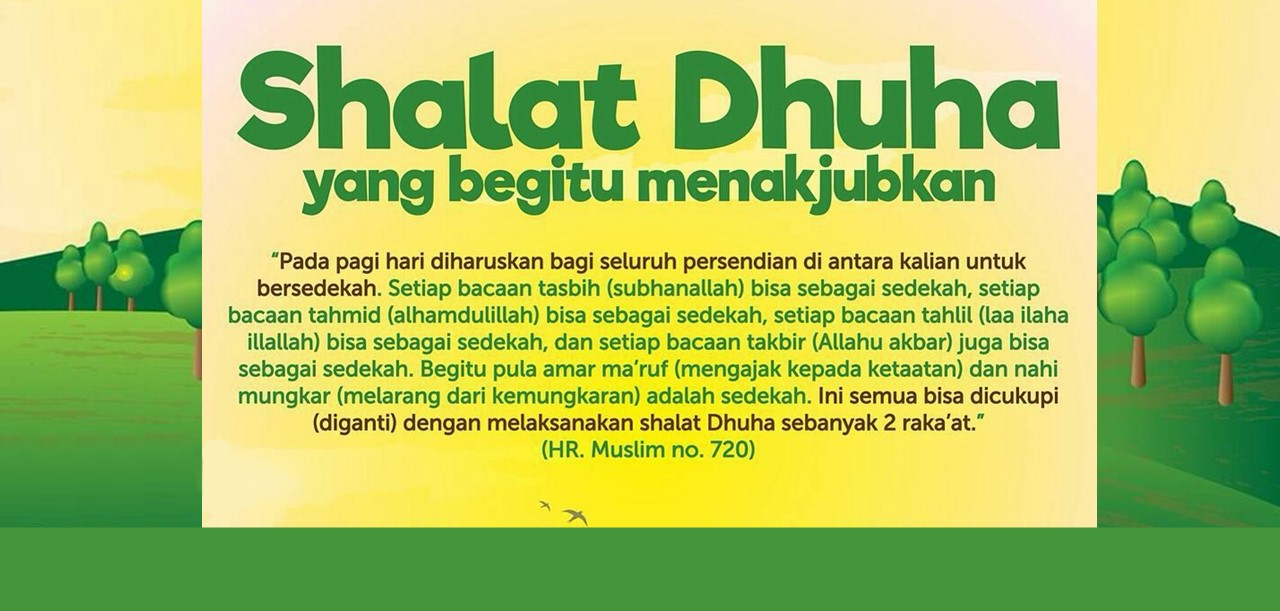 Shalat Dhuha
yang begitu menakjubkan
“Pada pagi hari diharuskan bagi seluruh persendian di antara kalian untuk
bersedekah. Setiap bacaan tasbih (subhanallah) bisa sebagai sedekah, setiap
bacaan tahmid (alhamdulillah) bisa sebagai sedekah, setiap bacaan tahlil (laa ilaha
illallah) bisa sebagai sedekah, dan setiap bacaan takbir (Allahu akbar) juga bisa
sebagai sedekah. Begitu pula amar ma’ruf (mengajak kepada ketaatan) dan nahi
mungkar (melarang dari kemungkaran) adalah sedekah. Ini semua bisa dicukupi
(diganti) dengan melaksanakan shalat Dhuha sebanyak 2 raka’at.”
(HR. Muslim no. 720)